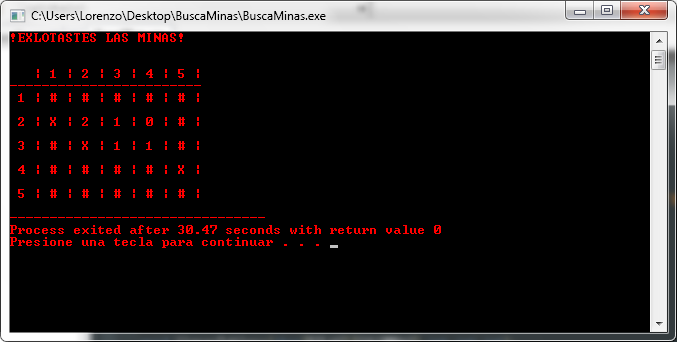 C:\Users\Lorenzo\Desktop\BuscaMinas\BuscaMinas.exe
!EXLOTASTES LAS MINAS!
| 1 | 2 | 3 | 4 | 5 |
------------------------
1 | # | # | # | # | # |
2 | X | 2 | 1 | 0 | # |
3 | # | X | 1 | 1 | # |
4 | # | # | # | # | X |
5 | # | # | # | # | # |
--------------------------------
Process exited after 30.47 seconds with return value 0
Presione una tecla para continuar . . . _